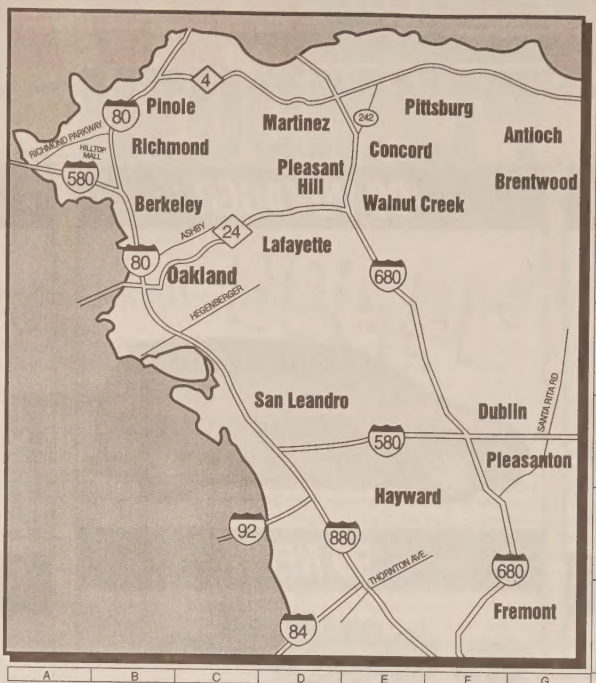 4
80
Pinole
Pittsburg
242
Martinez
Antioch
RICHMOND PARKWAY
HILLTOP
MALL
Richmond
Concord
580
Pleasant
Hill
Brentwood
Berkeley
Walnut Creek
ASHBY
24
Lafayette
80
Oakland
680
HEGENBERGER
San Leandro
Dublin
SANTA RITA RD
580
Pleasanton
Hayward
92
880
THORNTON AVE.
680
Fremont
84
A B C D E F G